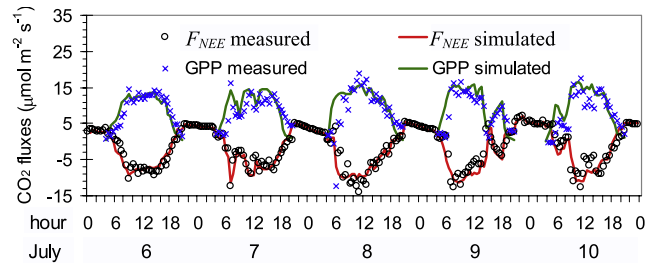 CO2 fluxes (μmol m-2 s-1)
35
25
15
5
-5
-15
FNEE measured
FNEE simulated
GPP measured
GPP simulated
hour 0 6 12 18 0 6 12 18 0 6 12 18 0 6 12 18 0 6 12 18 0
July 6 7 8 9 10